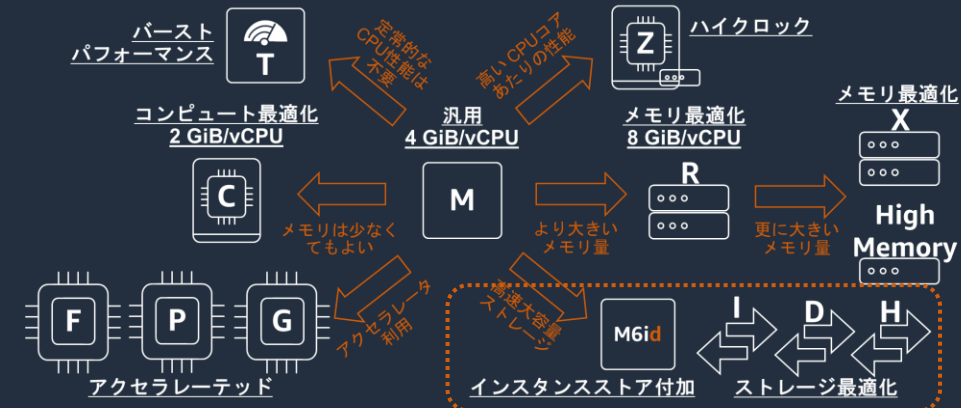 バースト
パフォーマンス
T
定常的な
CPU性能は
不要
高い CPUコア
あたりの性能
Z
ハイクロック
コンピュート最適化
2 GiB/vCPU
汎用
4 GiB/vCPU
メモリ最適化
8 GiB/vCPU
メモリ最適化
X
C
メモリは少なく
てもよい
M
より大きい
メモリ量
R
更に大きい
メモリ量
High
Memory
F
P
G
アクセラレーテッド
アクセラレータ
利用
高速大容量
ストレージ
M6id
インスタンスストア付加
I
D
H
ストレージ最適化